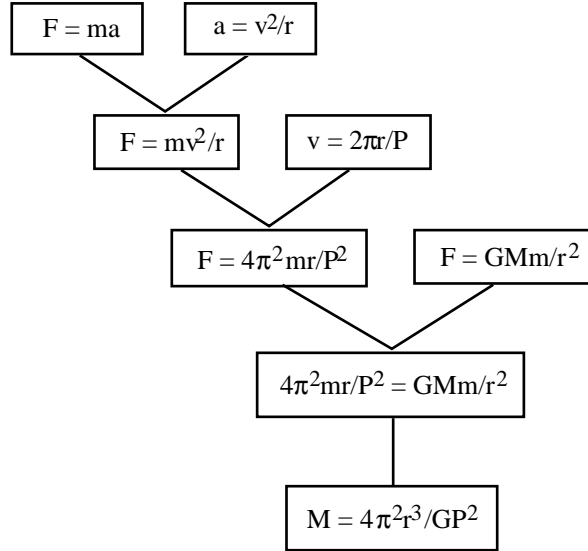 F = ma
a = v²/r
F = mv²/r
v = 2πr/P
F = 4π²mr/P²
F = GMm/r²
4π²mr/P² = GMm/r²
M = 4π²r³/GP²